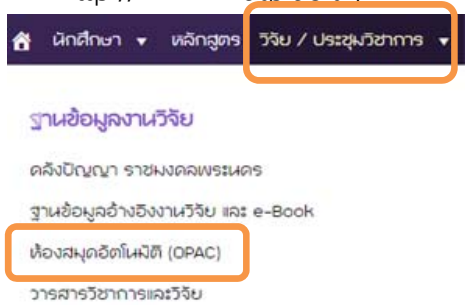 นักศึกษา หลักสูตร วิจัย / ประชุมวิชาการ
ฐานข้อมูลงานวิจัย
คลังปัญญา ราชมงคลพระนคร
ฐานข้อมูลอ้างอิงงานวิจัย และ e-Book
ห้องสมุดอัตโนมัติ (OPAC)
วารสารวิชาการและวิจัย